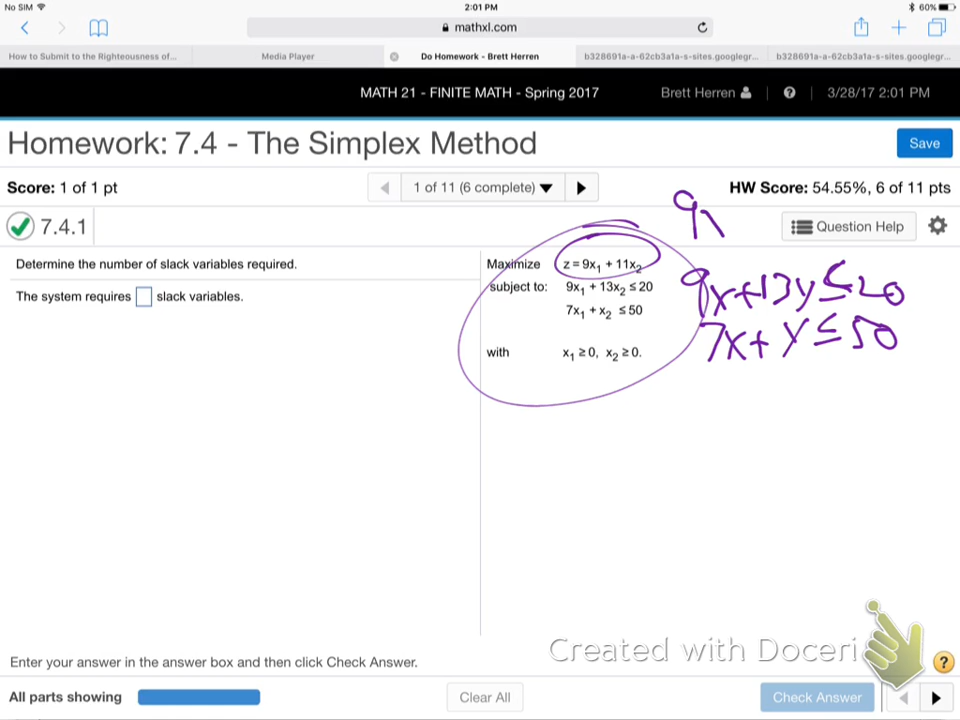 No SIM 2:01 PM 60%
mathxl.com
How to Submit to the Righteousness of... Media Player Do Homework - Brett Herren b328691a-a-62cb3a1a-s-sites.googlegr... b328691a-a-62cb3a1a-s-sites.googlegr...
MATH 21 - FINITE MATH - Spring 2017 Brett Herren ? 3/28/17 2:01 PM
Homework: 7.4 - The Simplex Method Save
Score: 1 of 1 pt 1 of 11 (6 complete) HW Score: 54.55%, 6 of 11 pts
7.4.1 Question Help
9x
Determine the number of slack variables required. Maximize z = 9x₁ + 11x₂
The system requires slack variables. subject to: 9x₁ + 13x₂ ≤ 20 9x+13y≤20
7x₁ + x₂ ≤ 50 7x+y≤50
with x₁ ≥ 0, x₂ ≥ 0.
Created with Doceri
Enter your answer in the answer box and then click Check Answer. ?
All parts showing Clear All Check Answer